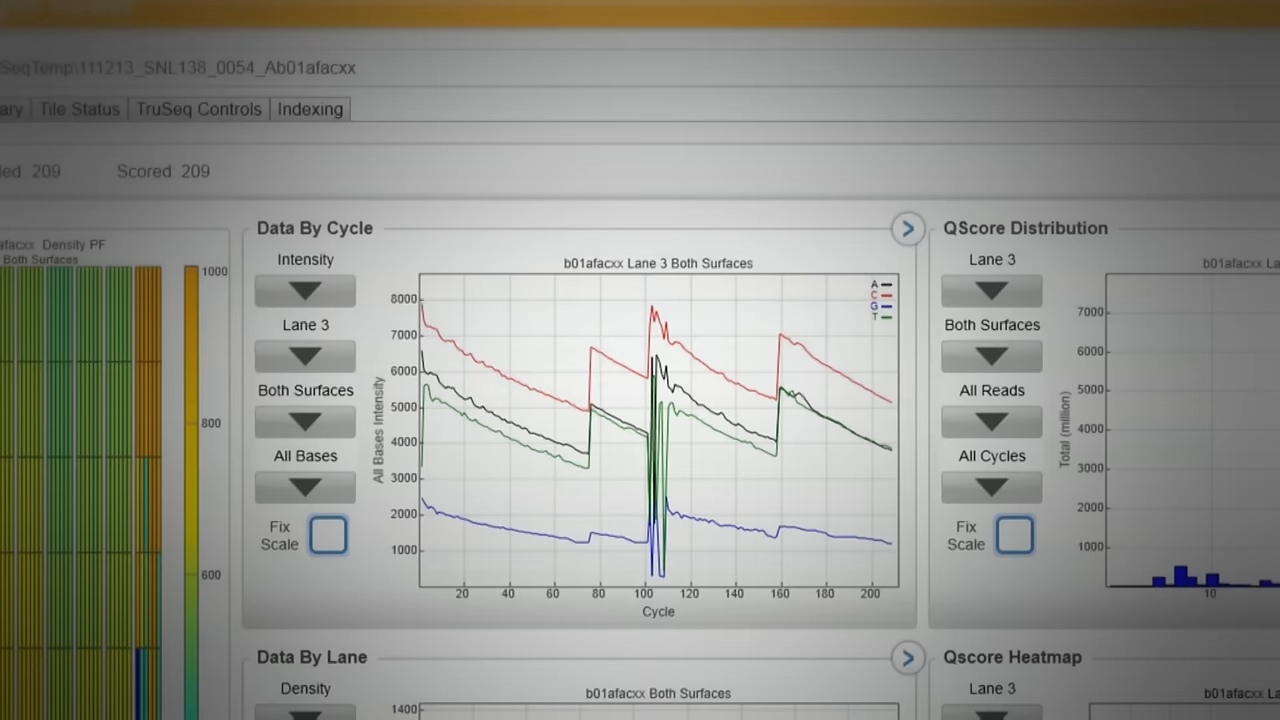 SeqTemp\111213_SNL138_0054_Ab01afacxx
ary Tile Status TruSeq Controls Indexing
led 209 Scored 209
afacxx Density PF
Both Surfaces
1000
800
600
Data By Cycle
Intensity
Lane 3
Both Surfaces
All Bases
Fix
Scale
b01afacxx Lane 3 Both Surfaces
A
C
G
T
All Bases Intensity
8000
7000
6000
5000
4000
3000
2000
1000
20 40 60 80 100 120 140 160 180 200
Cycle
QScore Distribution
Lane 3
Both Surfaces
All Reads
All Cycles
Fix
Scale
b01afacxx La
Total (million)
7000
6000
5000
4000
3000
2000
1000
10
Data By Lane
Density
b01afacxx Both Surfaces
1400
Qscore Heatmap
Lane 3
b01afacxx La